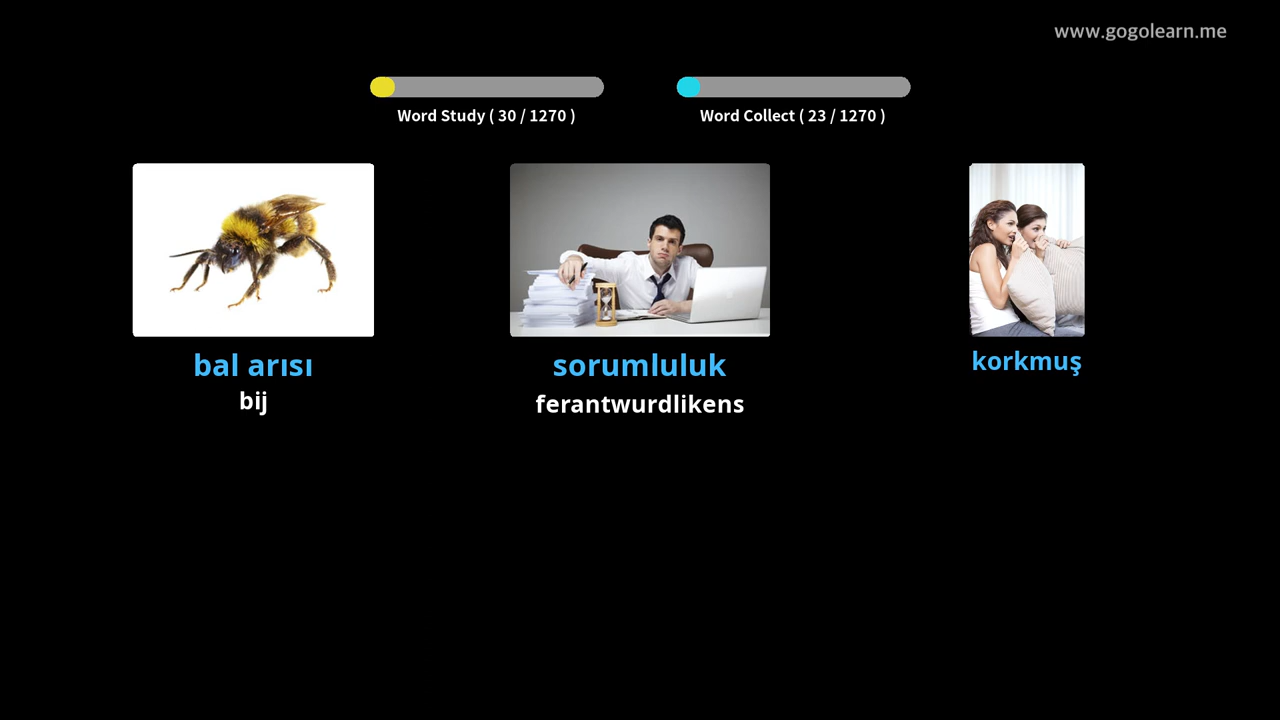 www.gogolearn.me
Word Study ( 30 / 1270 )
Word Collect ( 23 / 1270 )
bal arısı
bij
sorumluluk
ferantwurdlikens
korkmuş